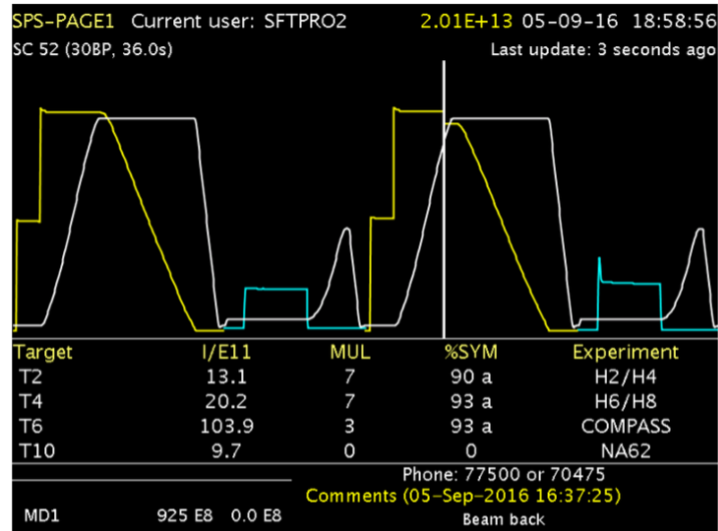 SPS-PAGE1 Current user: SFTPRO2 2.01E+13 05-09-16 18:58:56
SC 52 (30BP, 36.0s) Last update: 3 seconds ago
Target I/E11 MUL %SYM Experiment
T2 13.1 7 90 a H2/H4
T4 20.2 7 93 a H6/H8
T6 103.9 3 93 a COMPASS
T10 9.7 0 0 NA62
Phone: 77500 or 70475
Comments (05-Sep-2016 16:37:25)
MD1 925 E8 0.0 E8 Beam back